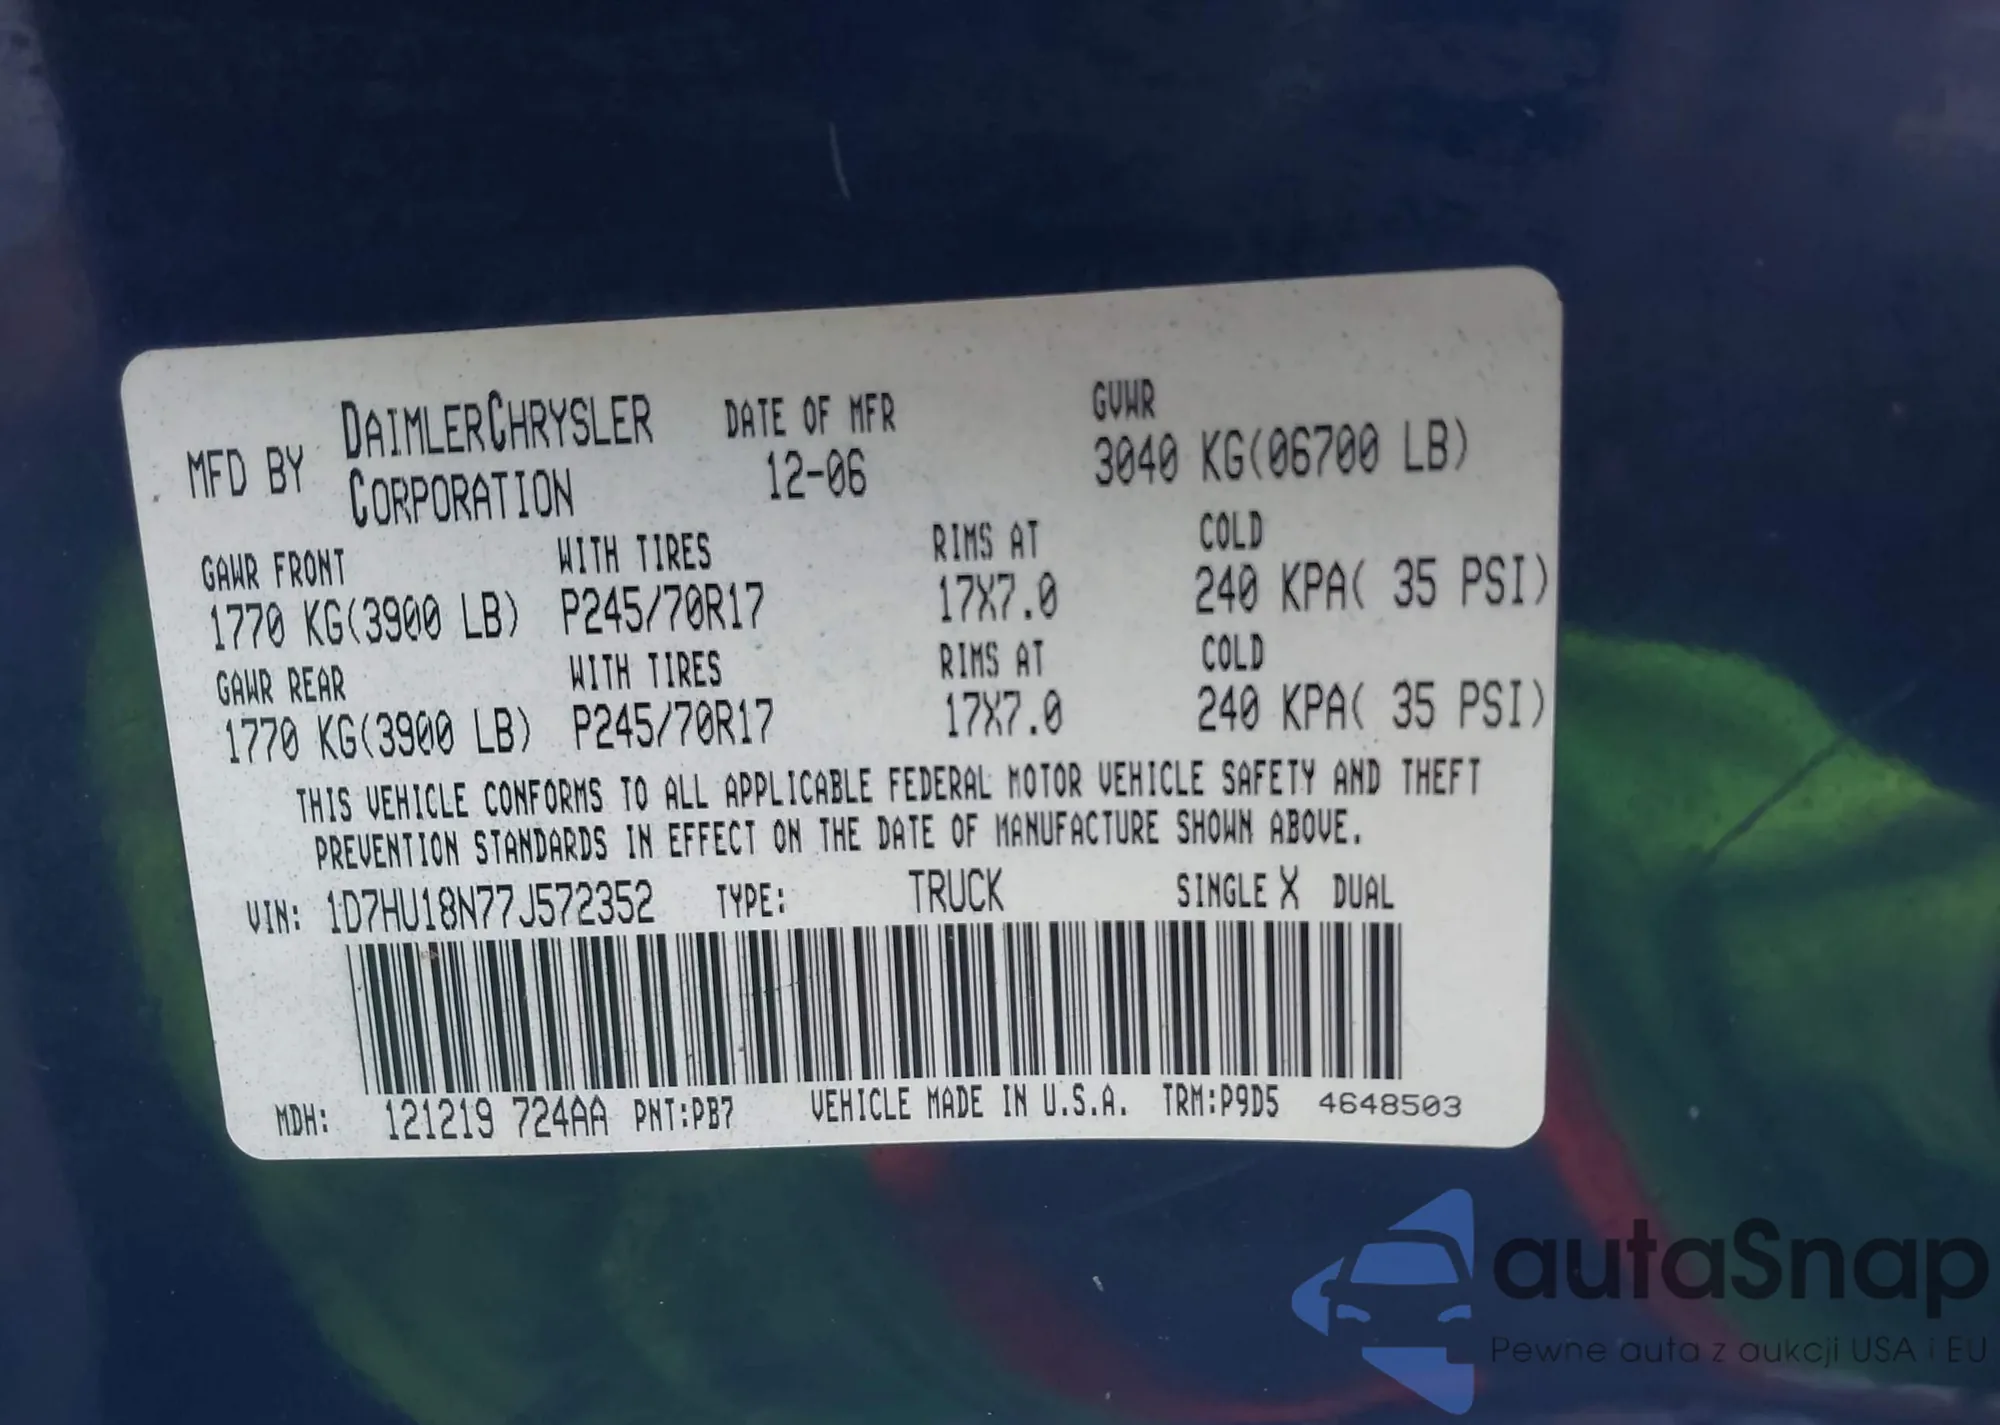 MFD BY DAIMLERCHRYSLER CORPORATION DATE OF MFR 12-06 GVWR 3040 KG(06700 LB)
GAWR FRONT WITH TIRES RIMS AT COLD
1770 KG(3900 LB) P245/70R17 17X7.0 240 KPA( 35 PSI)
GAWR REAR WITH TIRES RIMS AT COLD
1770 KG(3900 LB) P245/70R17 17X7.0 240 KPA( 35 PSI)
THIS VEHICLE CONFORMS TO ALL APPLICABLE FEDERAL MOTOR VEHICLE SAFETY AND THEFT
PREVENTION STANDARDS IN EFFECT ON THE DATE OF MANUFACTURE SHOWN ABOVE.
VIN: 1D7HU18N77J572352 TYPE: TRUCK SINGLE X DUAL
MDH: 121219 724AA PNT:PB7 VEHICLE MADE IN U.S.A. TRM:P9D5 4648503
autaSnap
Pewne auta z aukcji USA i EU